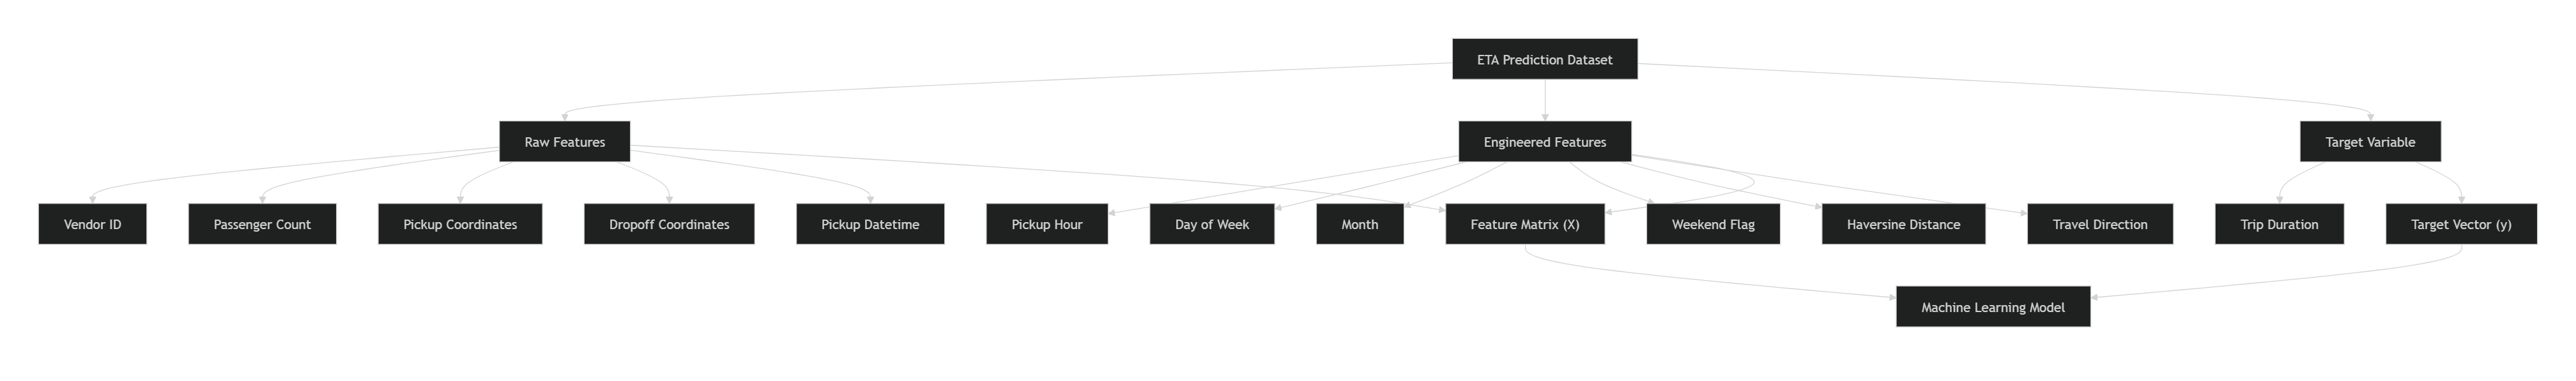 ETA Prediction Dataset
Raw Features
Engineered Features
Target Variable
Vendor ID
Passenger Count
Pickup Coordinates
Dropoff Coordinates
Pickup Datetime
Pickup Hour
Day of Week
Month
Feature Matrix (X)
Weekend Flag
Haversine Distance
Travel Direction
Trip Duration
Target Vector (y)
Machine Learning Model